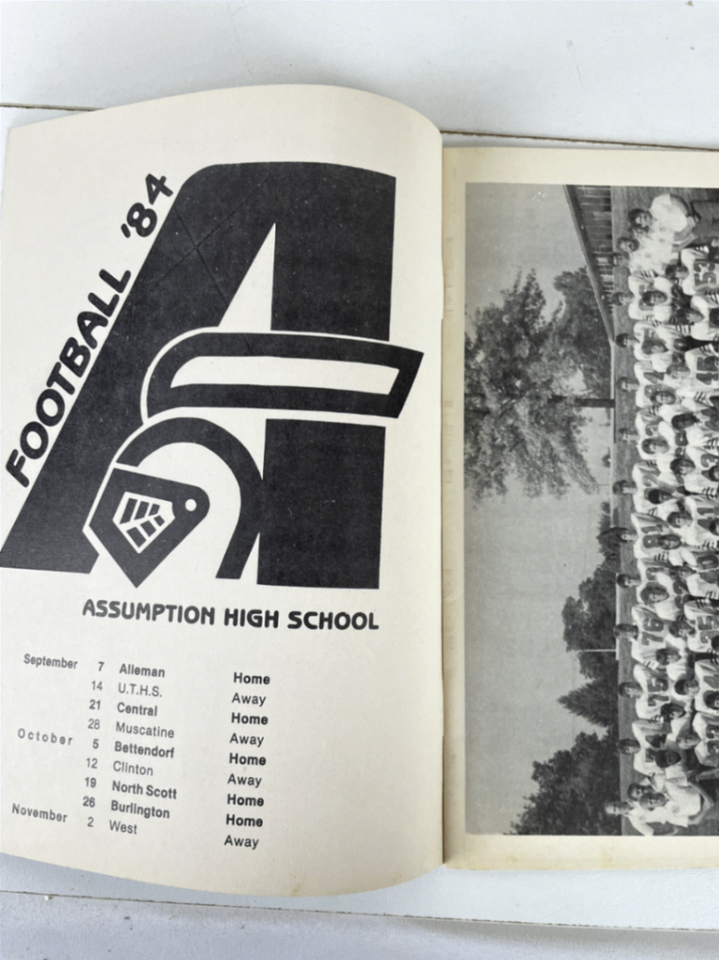 FOOTBALL '84
ASSUMPTION HIGH SCHOOL
September 7 Alleman Home
14 U.T.H.S. Away
21 Central Home
28 Muscatine Away
October 5 Bettendorf Home
12 Clinton Away
19 North Scott Home
26 Burlington Home
November 2 West Away